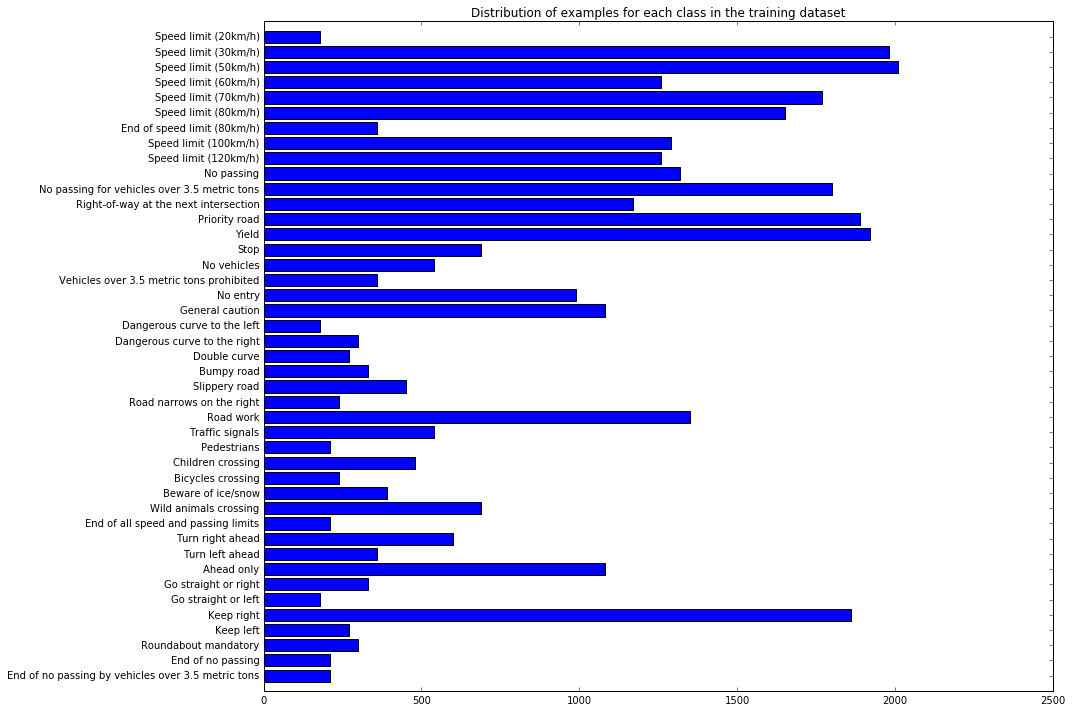 Distribution of examples for each class in the training dataset
Speed limit (20km/h)
Speed limit (30km/h)
Speed limit (50km/h)
Speed limit (60km/h)
Speed limit (70km/h)
Speed limit (80km/h)
End of speed limit (80km/h)
Speed limit (100km/h)
Speed limit (120km/h)
No passing
No passing for vehicles over 3.5 metric tons
Right-of-way at the next intersection
Priority road
Yield
Stop
No vehicles
Vehicles over 3.5 metric tons prohibited
No entry
General caution
Dangerous curve to the left
Dangerous curve to the right
Double curve
Bumpy road
Slippery road
Road narrows on the right
Road work
Traffic signals
Pedestrians
Children crossing
Bicycles crossing
Beware of ice/snow
Wild animals crossing
End of all speed and passing limits
Turn right ahead
Turn left ahead
Ahead only
Go straight or right
Go straight or left
Keep right
Keep left
Roundabout mandatory
End of no passing
End of no passing by vehicles over 3.5 metric tons
0 500 1000 1500 2000 2500